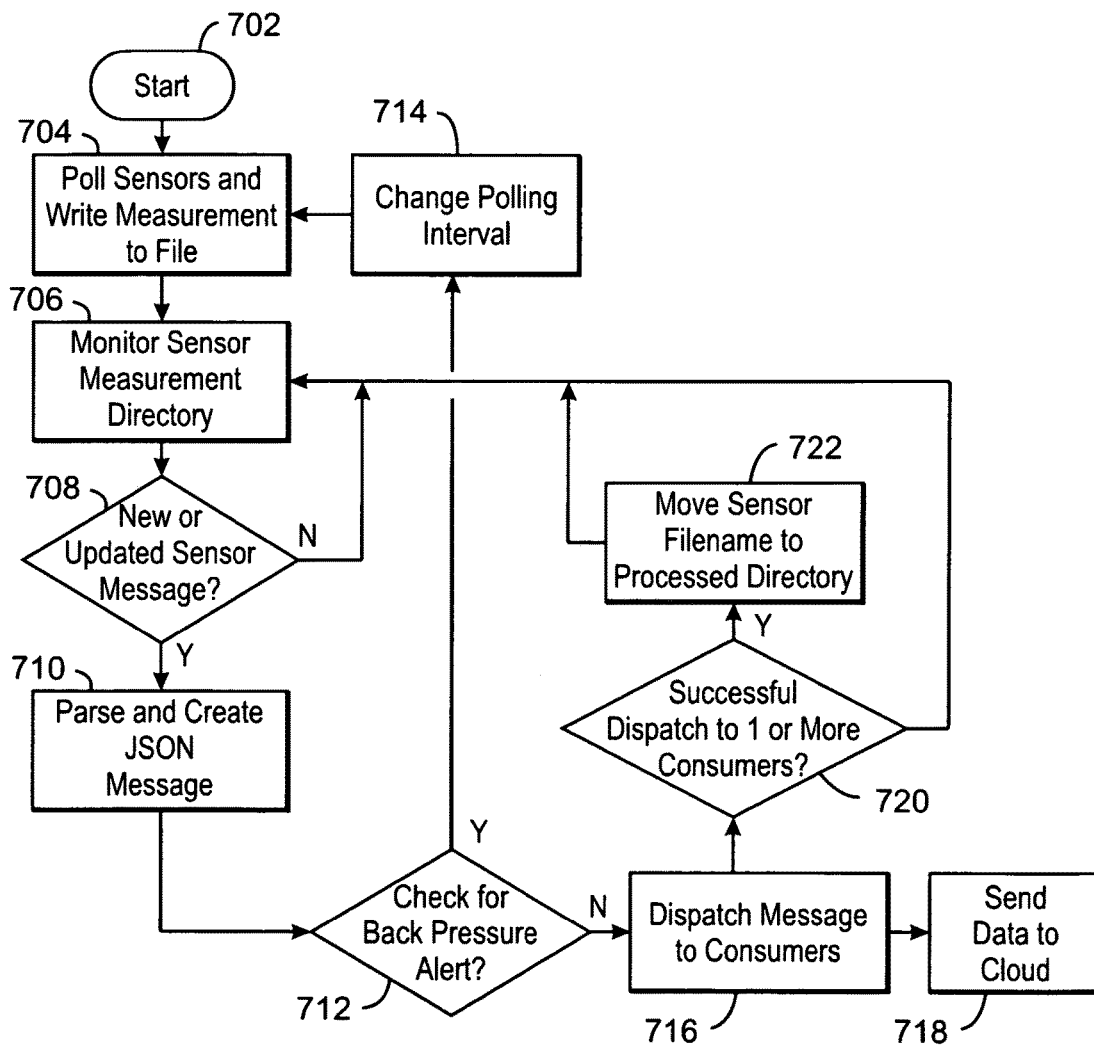 702
Start
704
Poll Sensors and
Write Measurement
to File
714
Change Polling
Interval
706
Monitor Sensor
Measurement
Directory
708
New or
Updated Sensor
Message?
N
Y
722
Move Sensor
Filename to
Processed Directory
Y
710
Parse and Create
JSON
Message
Successful
Dispatch to 1 or More
Consumers?
720
Y
Check for
Back Pressure
Alert?
712
N
Dispatch Message
to Consumers
716
Send
Data to
Cloud
718